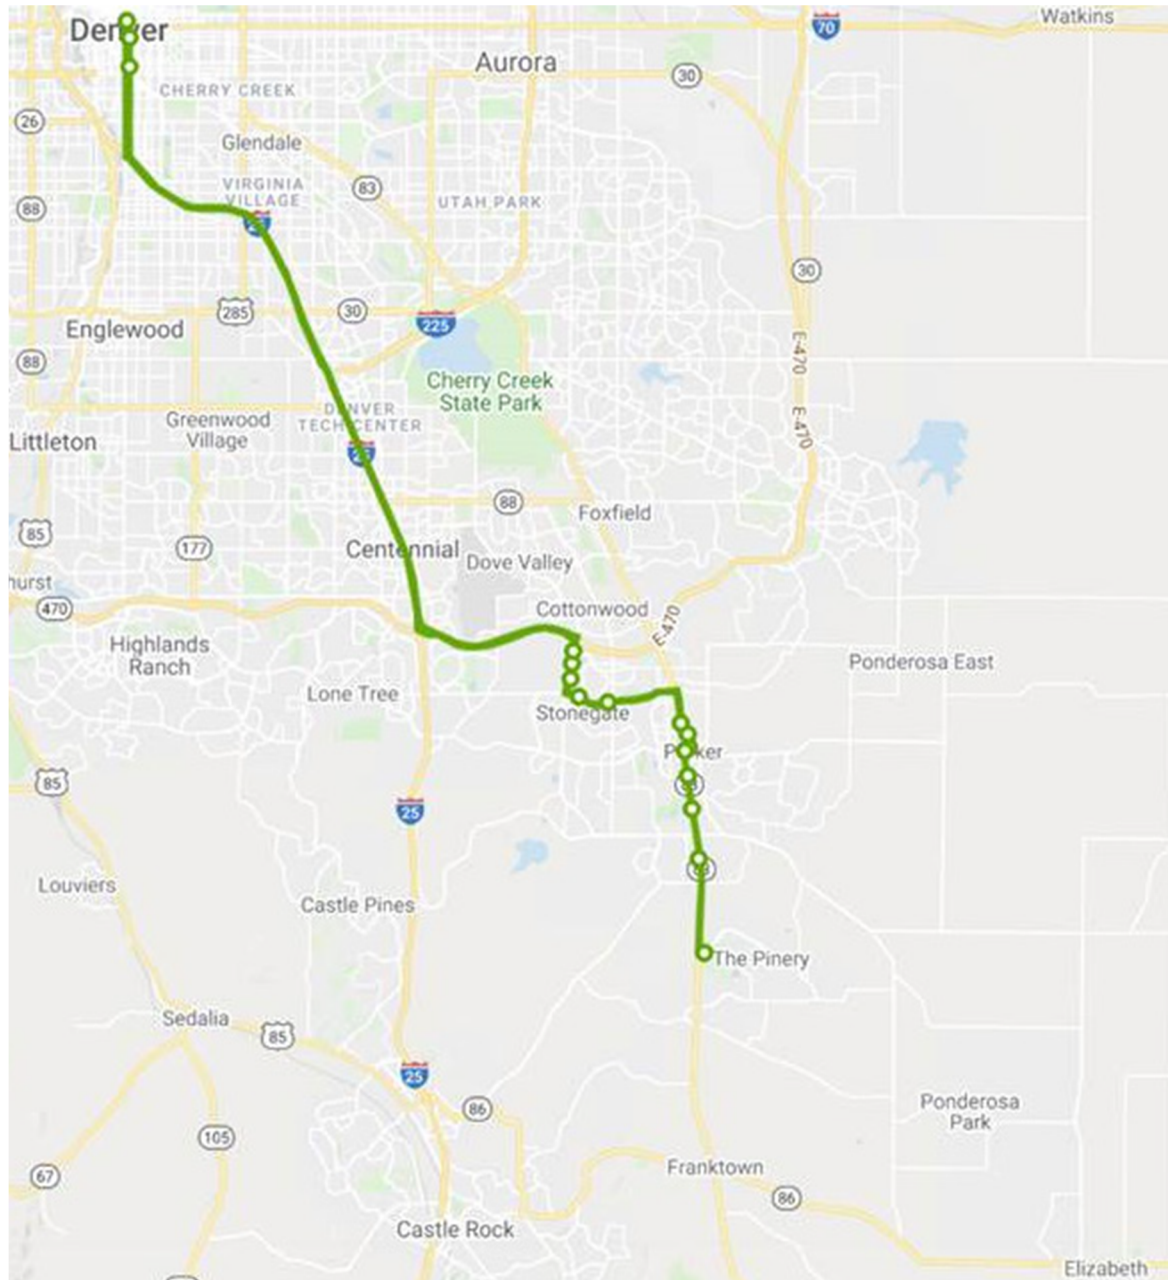 Watkins
70
Denver
Aurora
30
CHERRY CREEK
26
Glendale
VIRGINIA
VILLAGE
83
88
UTAH PARK
25
30
285
30
225
Englewood
E-470
88
Cherry Creek
State Park
DENVER
TECH CENTER
Greenwood
Village
E-470
Littleton
25
88
Foxfield
85
177
Centennial
Dove Valley
hurst
470
Cottonwood
E-470
Highlands
Ranch
Ponderosa East
Lone Tree
Stonegate
Parker
85
83
25
83
Louviers
Castle Pines
The Pinery
Sedalia
85
25
86
Ponderosa
Park
105
67
Franktown
86
Castle Rock
Elizabeth